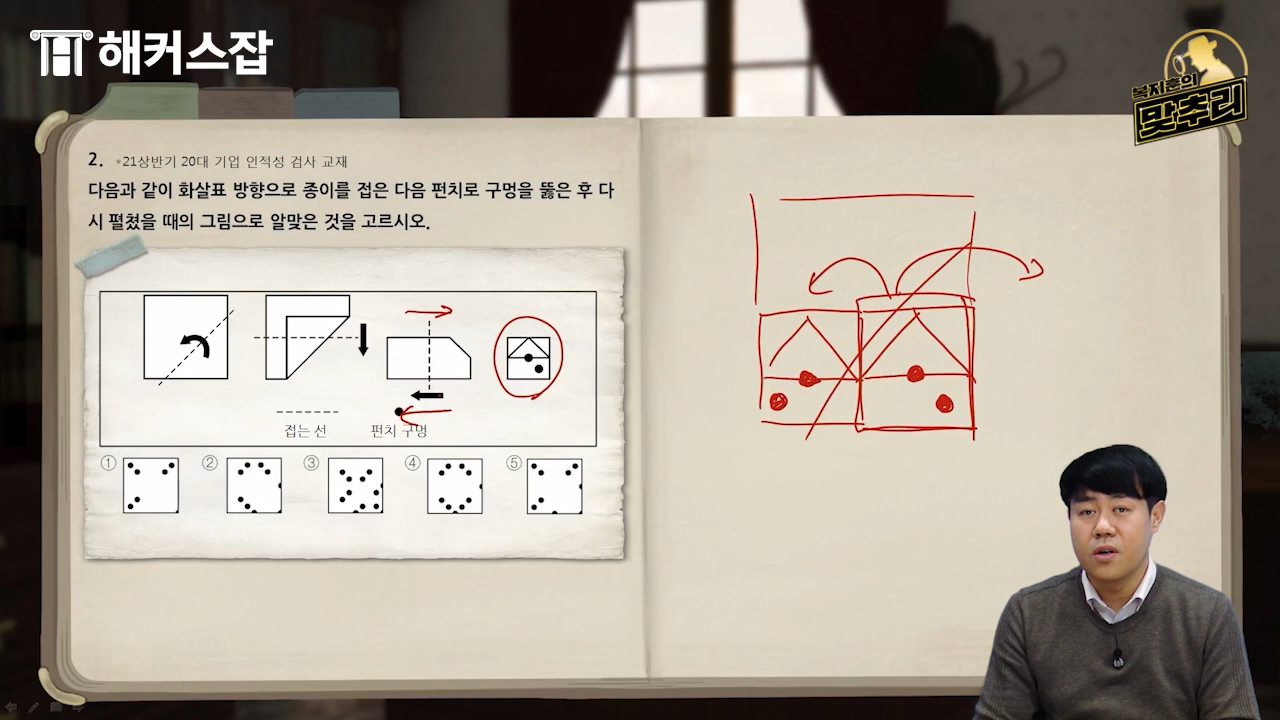 해커스잡
복지훈의
맞추리
2. *21상반기 20대 기업 인적성 검사 교재
다음과 같이 화살표 방향으로 종이를 접은 다음 펀치로 구멍을 뚫은 후 다
시 펼쳤을 때의 그림으로 알맞은 것을 고르시오.
접는 선
펀치 구멍
① ② ③ ④ ⑤